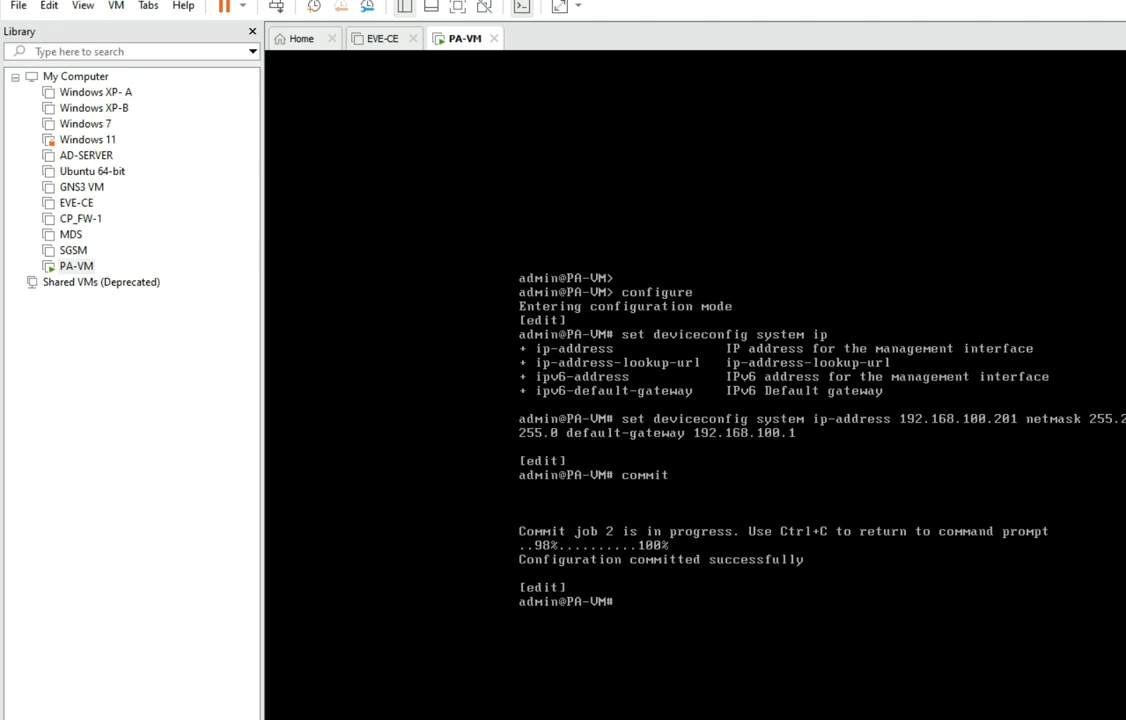 File Edit View VM Tabs Help
Library
Type here to search
Home
EVE-CE
PA-VM
My Computer
Windows XP- A
Windows XP-B
Windows 7
Windows 11
AD-SERVER
Ubuntu 64-bit
GNS3 VM
EVE-CE
CP_FW-1
MDS
SGSM
PA-VM
Shared VMs (Deprecated)
admin@PA-VM>
admin@PA-VM> configure
Entering configuration mode
[edit]
admin@PA-VM# set deviceconfig system ip
+ ip-address IP address for the management interface
+ ip-address-lookup-url ip-address-lookup-url
+ ipv6-address IPv6 address for the management interface
+ ipv6-default-gateway IPv6 Default gateway
admin@PA-VM# set deviceconfig system ip-address 192.168.100.201 netmask 255.2
255.0 default-gateway 192.168.100.1
[edit]
admin@PA-VM# commit
Commit job 2 is in progress. Use Ctrl+C to return to command prompt
..98%..........100%
Configuration committed successfully
[edit]
admin@PA-VM#